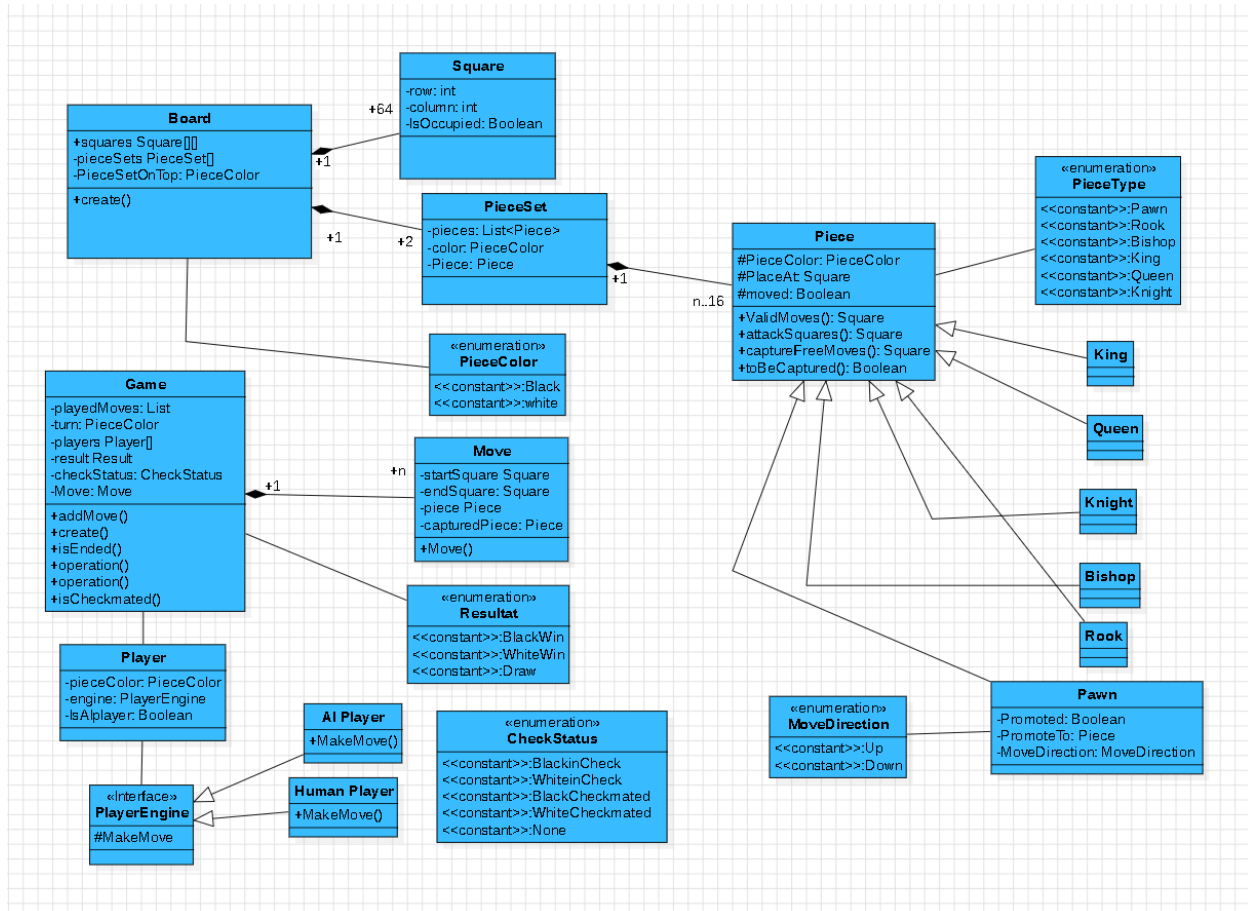 Square
-row: int
-column: int
-IsOccupied: Boolean
+64
+1
Board
+squares Square[][]
-pieceSets PieceSet[]
-PieceSetOnTop: PieceColor
+create()
+1
+2
PieceSet
-pieces: List<Piece>
-color: PieceColor
-Piece: Piece
+1
n..16
Piece
#PieceColor: PieceColor
#PlaceAt: Square
#moved: Boolean
+ValidMoves(): Square
+attackSquares(): Square
+captureFreeMoves(): Square
+toBeCaptured(): Boolean
«enumeration»
PieceType
<<constant>>:Pawn
<<constant>>:Rook
<<constant>>:Bishop
<<constant>>:King
<<constant>>:Queen
<<constant>>:Knight
«enumeration»
PieceColor
<<constant>>:Black
<<constant>>:white
King
Queen
Knight
Bishop
Rook
Game
-playedMoves: List
-turn: PieceColor
-players Player[]
-result Result
-checkStatus: CheckStatus
-Move: Move
+addMove()
+create()
+isEnded()
+operation()
+operation()
+isCheckmated()
+1
+n
Move
-startSquare Square
-endSquare: Square
-piece Piece
-capturedPiece: Piece
+Move()
«enumeration»
Resultat
<<constant>>:BlackWin
<<constant>>:WhiteWin
<<constant>>:Draw
Player
-pieceColor: PieceColor
-engine: PlayerEngine
-IsAIplayer: Boolean
AI Player
+MakeMove()
Human Player
+MakeMove()
«Interface»
PlayerEngine
#MakeMove
«enumeration»
CheckStatus
<<constant>>:BlackinCheck
<<constant>>:WhiteinCheck
<<constant>>:BlackCheckmated
<<constant>>:WhiteCheckmated
<<constant>>:None
«enumeration»
MoveDirection
<<constant>>:Up
<<constant>>:Down
Pawn
-Promoted: Boolean
-PromoteTo: Piece
-MoveDirection: MoveDirection